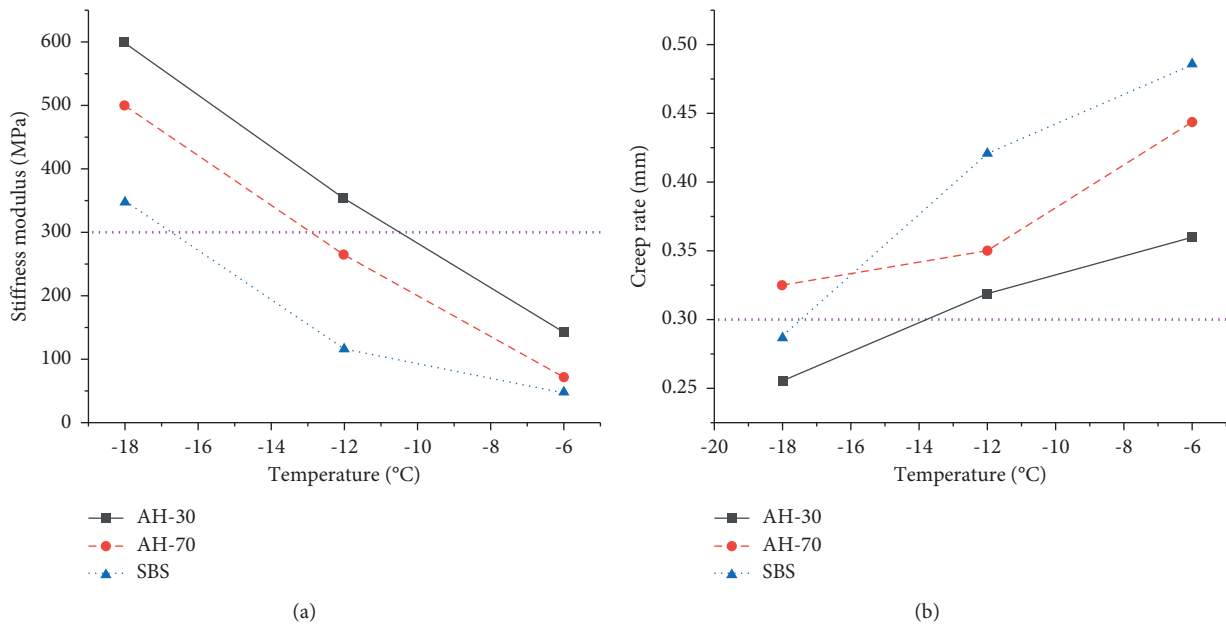 Stiffness modulus (MPa)
600
500
400
300
200
100
0
-18 -16 -14 -12 -10 -8 -6
Temperature (°C)
AH-30
AH-70
SBS
(a)
Creep rate (mm)
0.50
0.45
0.40
0.35
0.30
0.25
-20 -18 -16 -14 -12 -10 -8 -6
Temperature (°C)
AH-30
AH-70
SBS
(b)